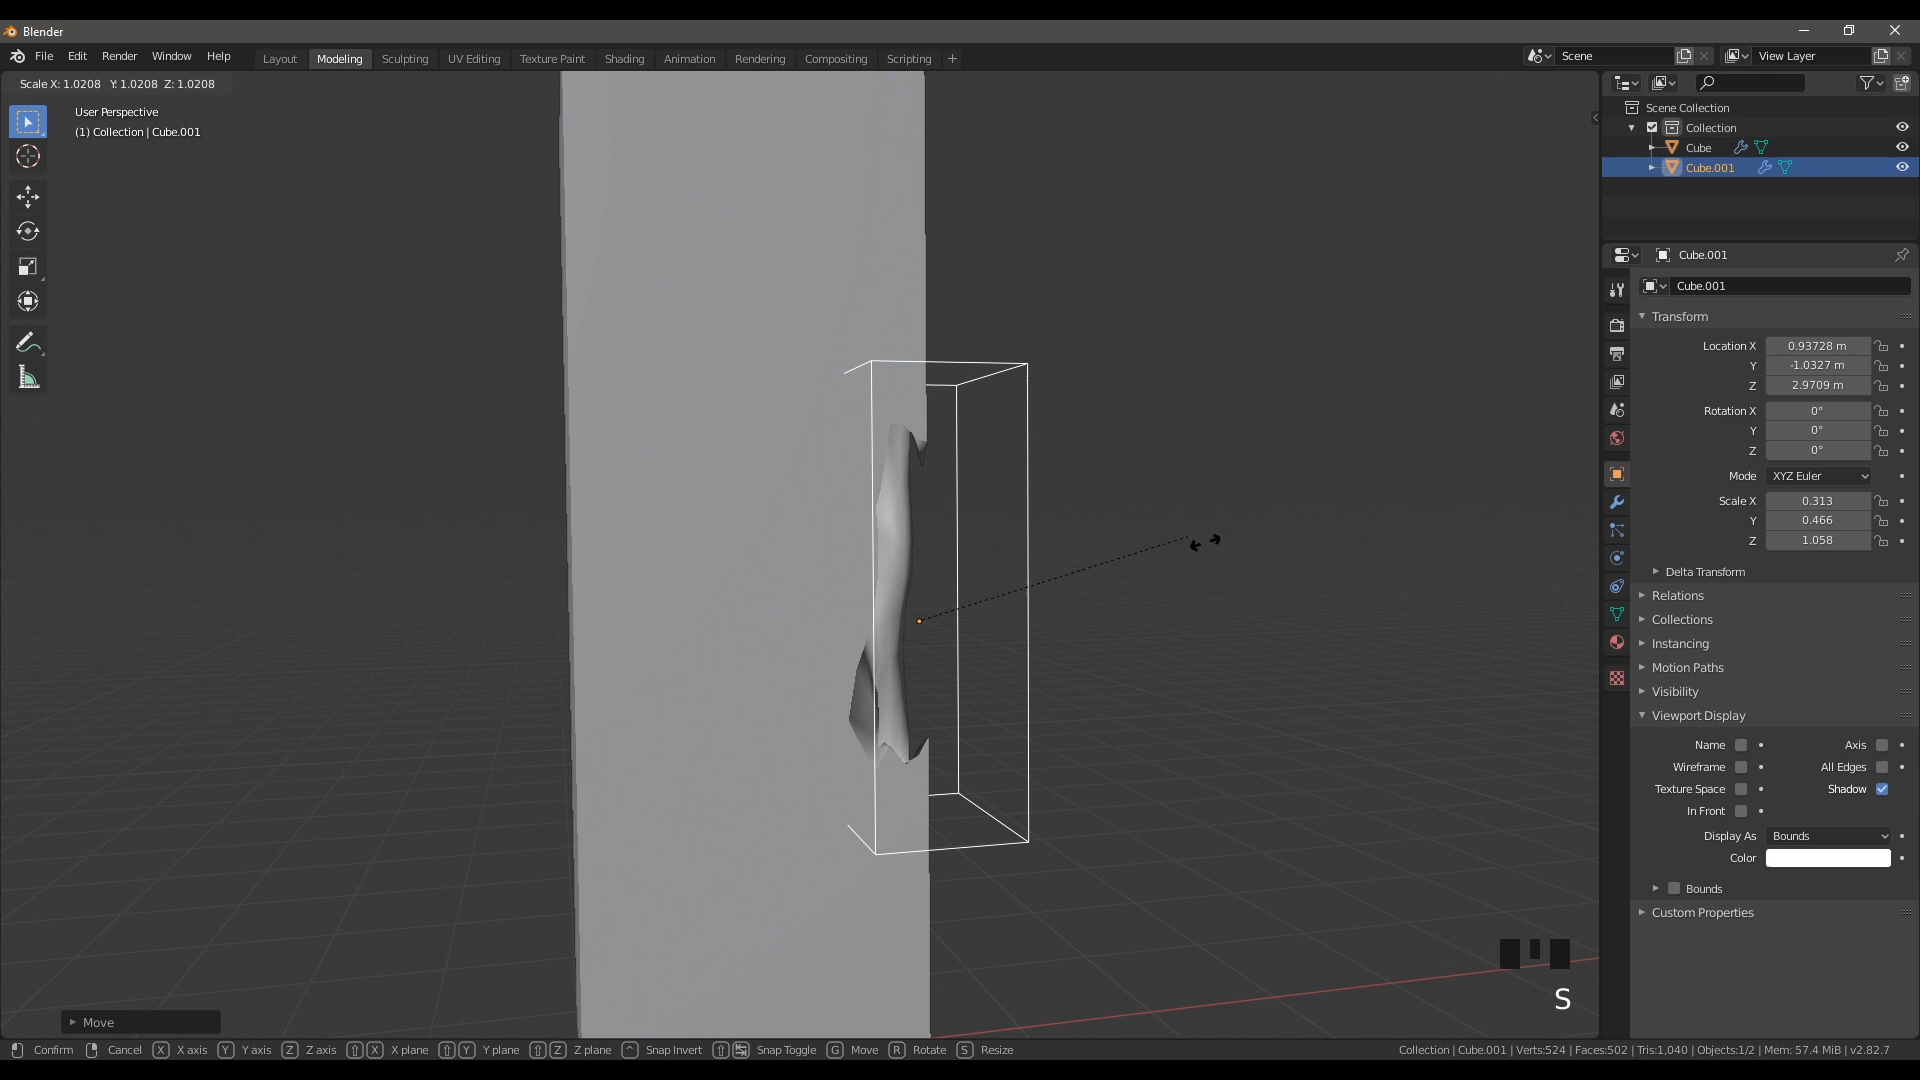 Blender
File Edit Render Window Help Layout Modeling Sculpting UV Editing Texture Paint Shading Animation Rendering Compositing Scripting + Scene View Layer
Scale X: 1.0208 Y: 1.0208 Z: 1.0208
User Perspective
(1) Collection | Cube.001
Scene Collection
Collection
Cube
Cube.001
Cube.001
Cube.001
Transform
Location X 0.93728 m
Y -1.0327 m
Z 2.9709 m
Rotation X 0°
Y 0°
Z 0°
Mode XYZ Euler
Scale X 0.313
Y 0.466
Z 1.058
Delta Transform
Relations
Collections
Instancing
Motion Paths
Visibility
Viewport Display
Name Axis
Wireframe All Edges
Texture Space Shadow
In Front
Display As Bounds
Color
Bounds
Custom Properties
S
Move
Confirm Cancel X X axis Y Y axis Z Z axis X X plane Y Y plane Z Z plane ^ Snap Invert Snap Toggle G Move R Rotate S Resize Collection | Cube.001 | Verts:524 | Faces:502 | Tris:1,040 | Objects:1/2 | Mem: 57.4 MiB | v2.82.7